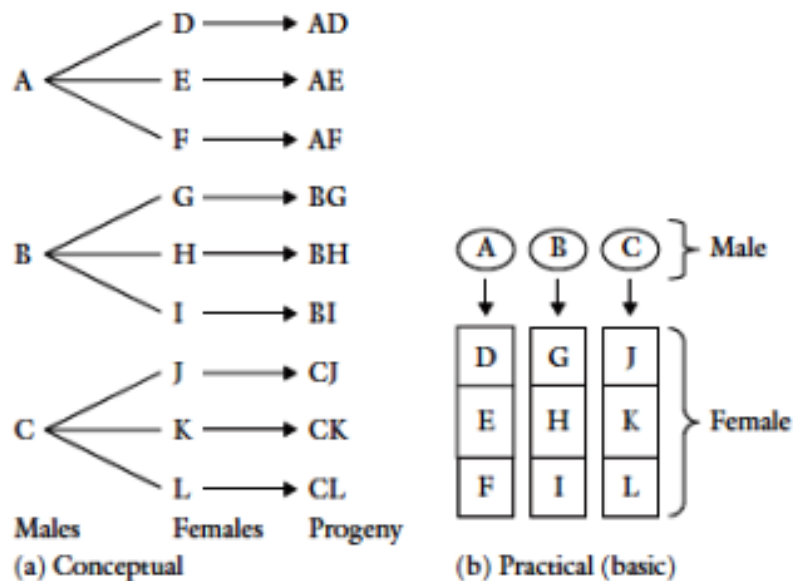 D AD
A E AE
F AF
G BG
B H BH
I BI
J CJ
C K CK
L CL
Males Females Progeny
(a) Conceptual
A B C Male
D G J
E H K Female
F I L
(b) Practical (basic)